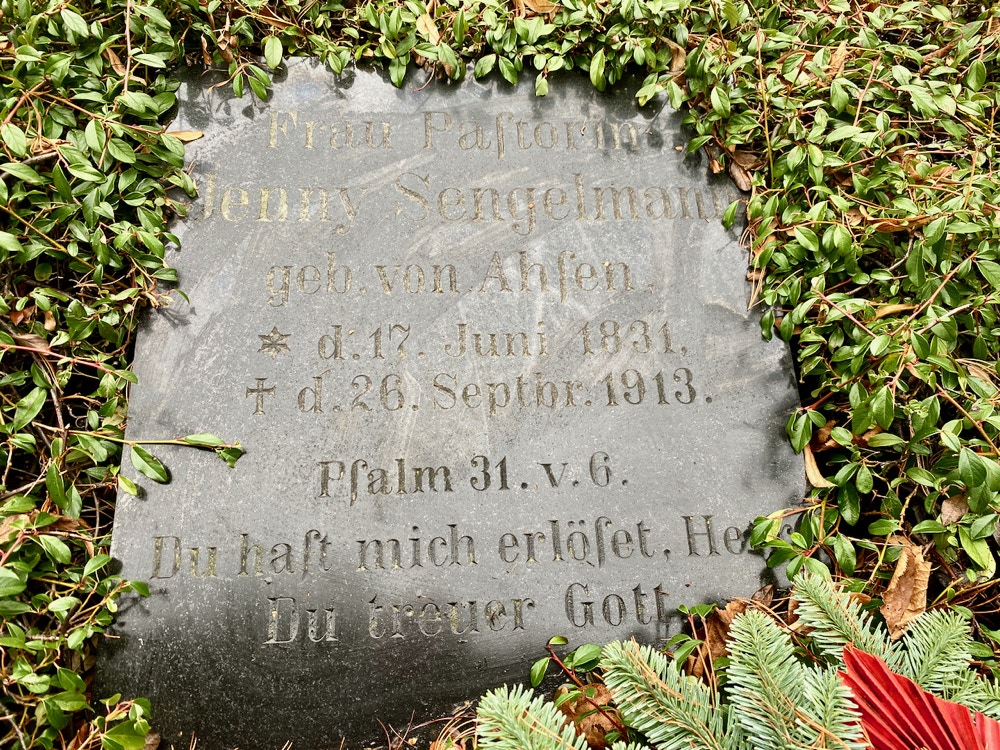 Frau Paſtorin
Jenny Sengelmann
geb. von Ahſen.
* d. 17. Juni 1831,
† d. 26. Septbr. 1913.
Pſalm 31. v. 6.
Du haſt mich erlöſet, Herr
Du treuer Gott.